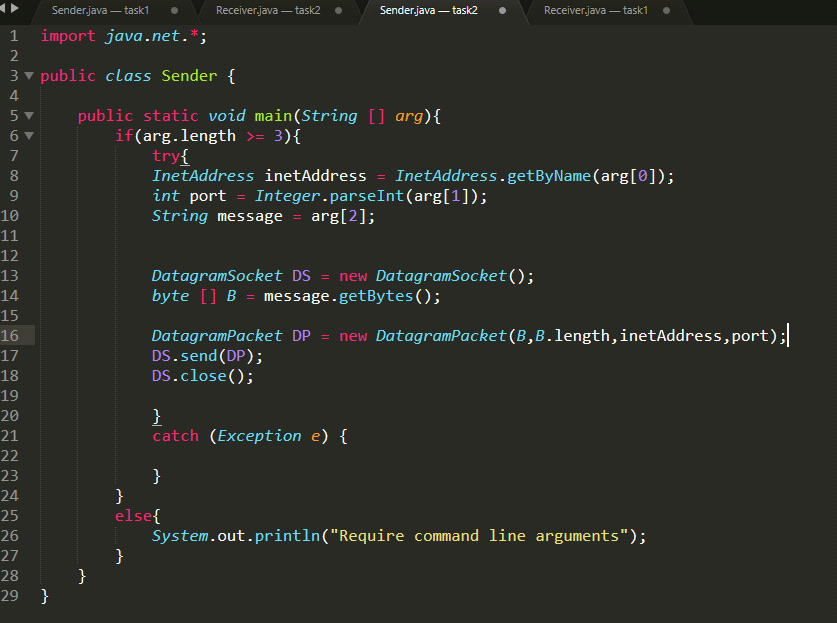 Sender.java — task1
Receiver.java — task2
Sender.java — task2
Receiver.java — task1
1 import java.net.*;
2
3 public class Sender {
4
5 public static void main(String [] arg){
6 if(arg.length >= 3){
7 try{
8 InetAddress inetAddress = InetAddress.getByName(arg[0]);
9 int port = Integer.parseInt(arg[1]);
10 String message = arg[2];
11
12
13 DatagramSocket DS = new DatagramSocket();
14 byte [] B = message.getBytes();
15
16 DatagramPacket DP = new DatagramPacket(B,B.length,inetAddress,port);
17 DS.send(DP);
18 DS.close();
19
20 }
21 catch (Exception e) {
22
23 }
24 }
25 else{
26 System.out.println("Require command line arguments");
27 }
28 }
29 }